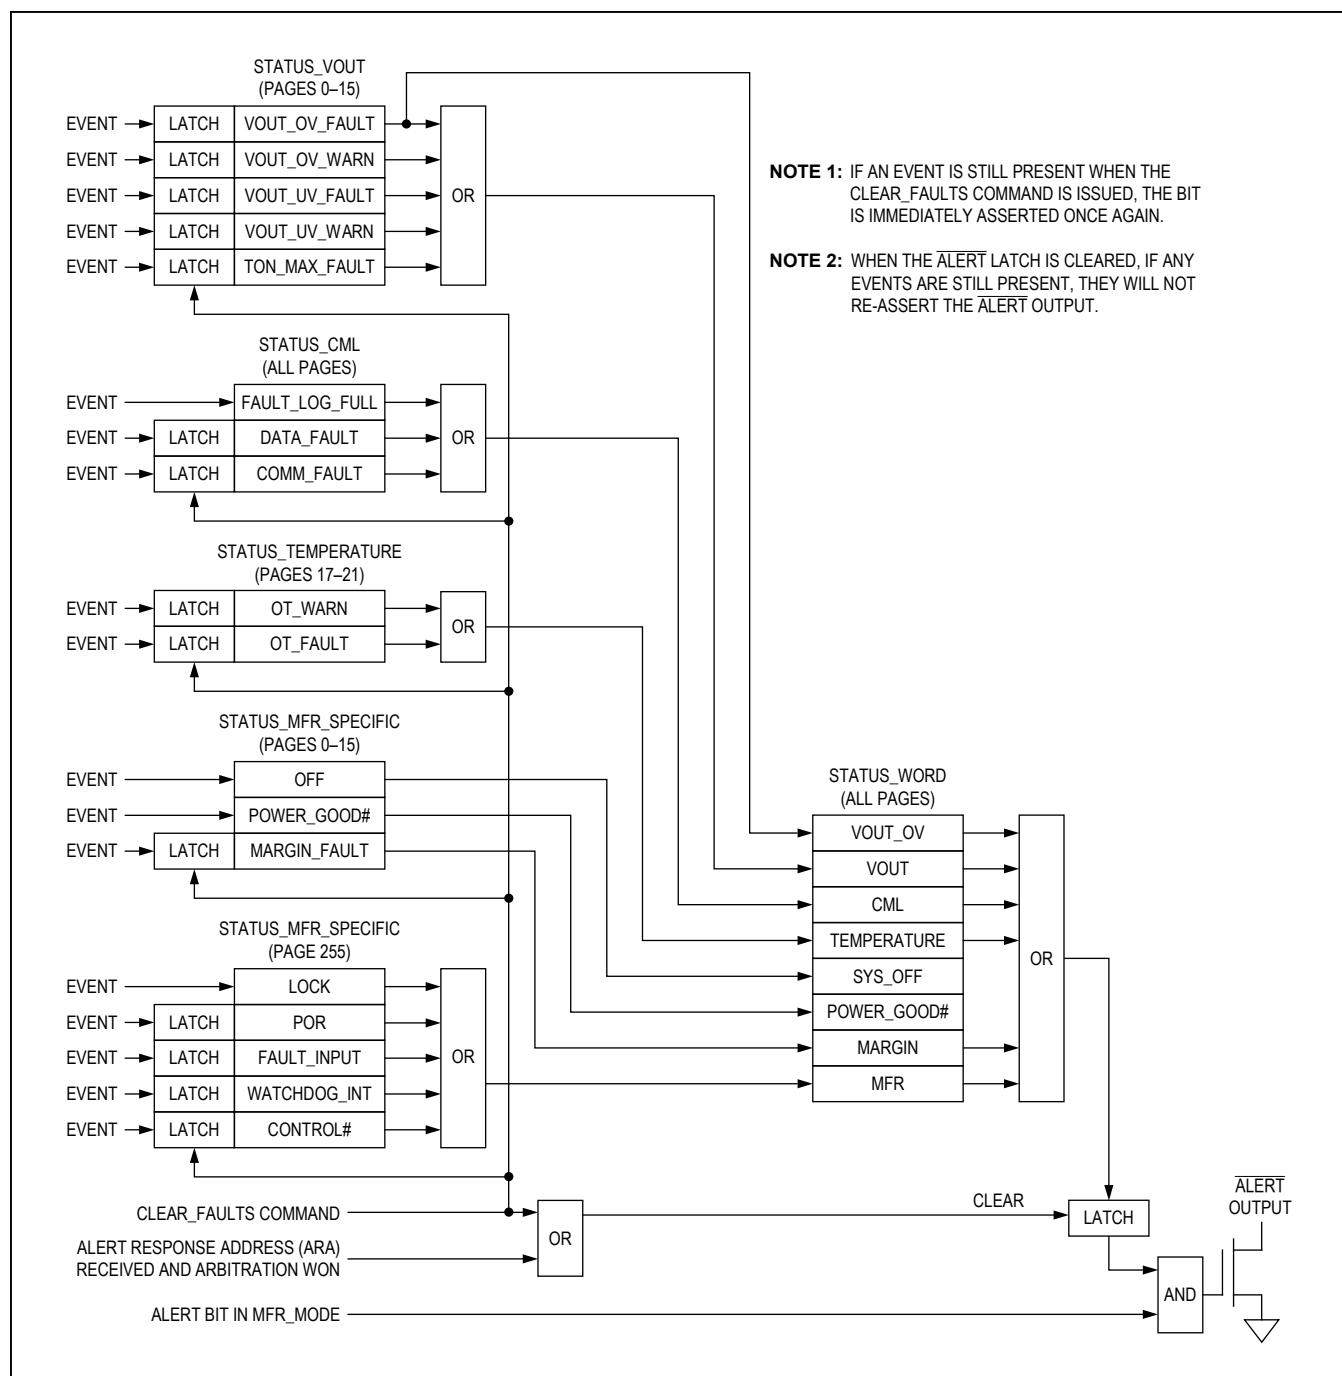 STATUS_VOUT
(PAGES 0–15)
EVENT LATCH VOUT_OV_FAULT
EVENT LATCH VOUT_OV_WARN
EVENT LATCH VOUT_UV_FAULT
EVENT LATCH VOUT_UV_WARN
EVENT LATCH TON_MAX_FAULT
OR
NOTE 1: IF AN EVENT IS STILL PRESENT WHEN THE
CLEAR_FAULTS COMMAND IS ISSUED, THE BIT
IS IMMEDIATELY ASSERTED ONCE AGAIN.
NOTE 2: WHEN THE ALERT LATCH IS CLEARED, IF ANY
EVENTS ARE STILL PRESENT, THEY WILL NOT
RE-ASSERT THE ALERT OUTPUT.
STATUS_CML
(ALL PAGES)
EVENT FAULT_LOG_FULL
EVENT LATCH DATA_FAULT
EVENT LATCH COMM_FAULT
OR
STATUS_TEMPERATURE
(PAGES 17–21)
EVENT LATCH OT_WARN
EVENT LATCH OT_FAULT
OR
STATUS_MFR_SPECIFIC
(PAGES 0–15)
EVENT OFF
EVENT POWER_GOOD#
EVENT LATCH MARGIN_FAULT
STATUS_MFR_SPECIFIC
(PAGE 255)
EVENT LOCK
EVENT LATCH POR
EVENT LATCH FAULT_INPUT
EVENT LATCH WATCHDOG_INT
EVENT LATCH CONTROL#
OR
STATUS_WORD
(ALL PAGES)
VOUT_OV
VOUT
CML
TEMPERATURE
SYS_OFF
POWER_GOOD#
MARGIN
MFR
OR
CLEAR_FAULTS COMMAND
ALERT RESPONSE ADDRESS (ARA)
RECEIVED AND ARBITRATION WON
OR
CLEAR
LATCH
ALERT BIT IN MFR_MODE
AND
ALERT
OUTPUT